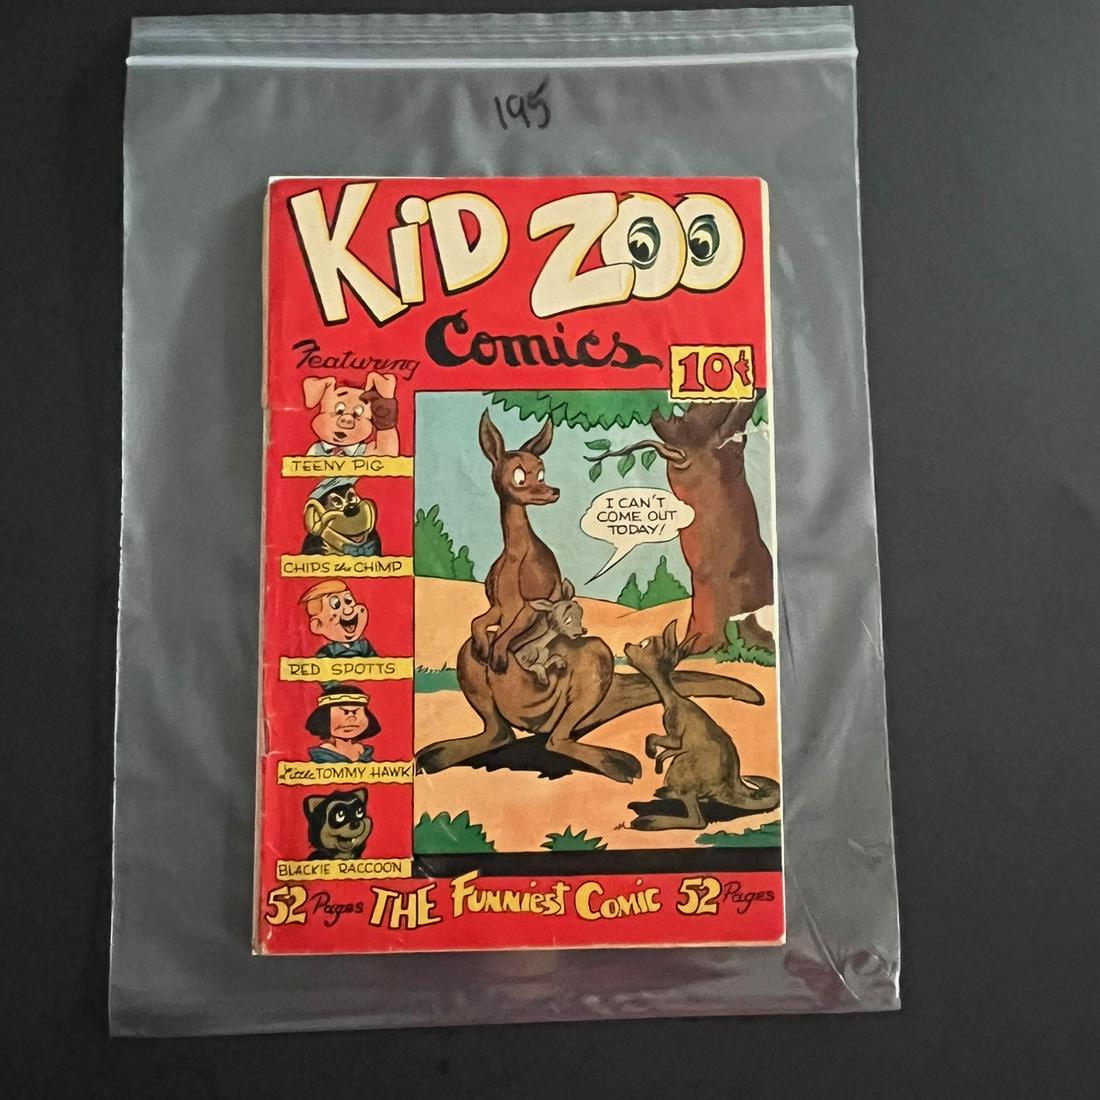 195
KiD ZOO
Comics
Featuring
10¢
TEENY PIG
CHIPS the CHIMP
RED SPOTTS
Little TOMMY HAWK
BLACKIE RACCOON
I CAN'T
COME OUT
TODAY!
52 Pages THE FUNNIEST COMIC 52 Pages